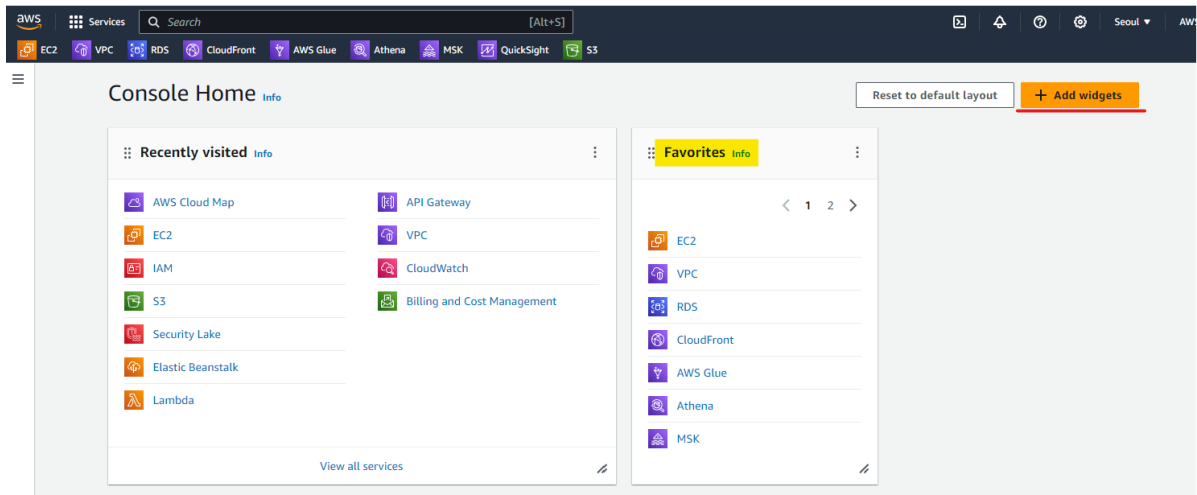 aws
Services
Search
[Alt+S]
Seoul
AWS
EC2
VPC
RDS
CloudFront
AWS Glue
Athena
MSK
QuickSight
S3
Console Home Info
Reset to default layout
+ Add widgets
Recently visited Info
AWS Cloud Map
EC2
IAM
S3
Security Lake
Elastic Beanstalk
Lambda
API Gateway
VPC
CloudWatch
Billing and Cost Management
View all services
Favorites Info
1 2
EC2
VPC
RDS
CloudFront
AWS Glue
Athena
MSK